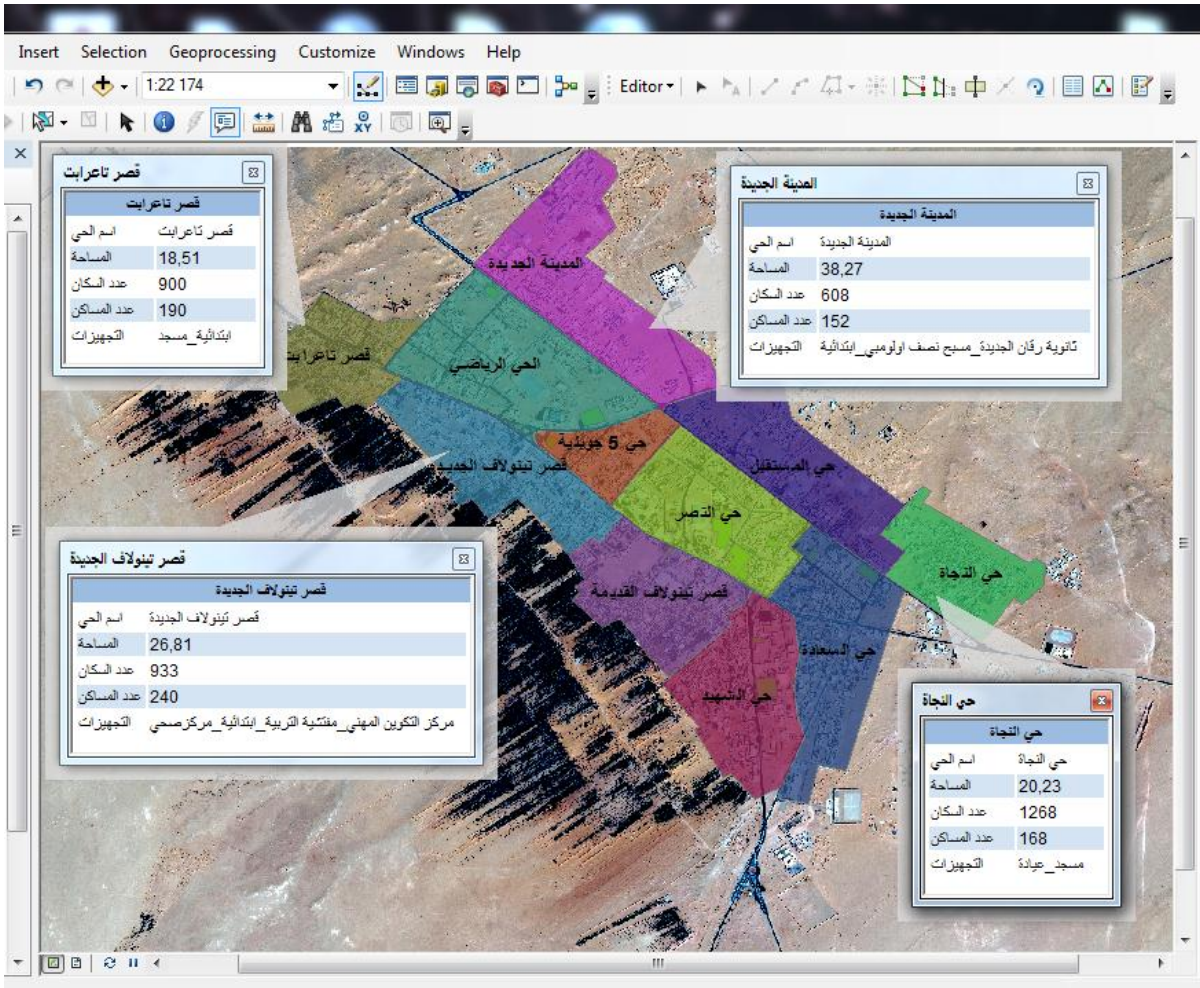 Insert Selection Geoprocessing Customize Windows Help
1:22 174
Editor
XY
قصر تاعرابت
قصر تاعرابت
اسم الحي قصر تاعرابت
المساحة 18,51
عدد السكان 900
عدد المساكن 190
التجهيزات ابتدائية_مسجد
المدينة الجديدة
المدينة الجديدة
اسم الحي المدينة الجديدة
المساحة 38,27
عدد السكان 608
عدد المساكن 152
التجهيزات ثانوية رقان الجديدة_مسبح نصف اولومبي_ابتدائية
المدينة الجديدة
قصر تاعرابت
الحي الرياضي
حي 5 جويلية
قصر تينولاف الجديدة
حي المستقبل
حي النصر
حي النجاة
قصر تينولاف القديمة
حي السعادة
حي الشهيد
قصر تينولاف الجديدة
قصر تينولاف الجديدة
اسم الحي قصر تينولاف الجديدة
المساحة 26,81
عدد السكان 933
عدد المساكن 240
التجهيزات مركز التكوين المهني_مفتشية التربية_ابتدائية_مركزصحي
حي النجاة
حي النجاة
اسم الحي حي النجاة
المساحة 20,23
عدد السكان 1268
عدد المساكن 168
التجهيزات مسجد_عيادة